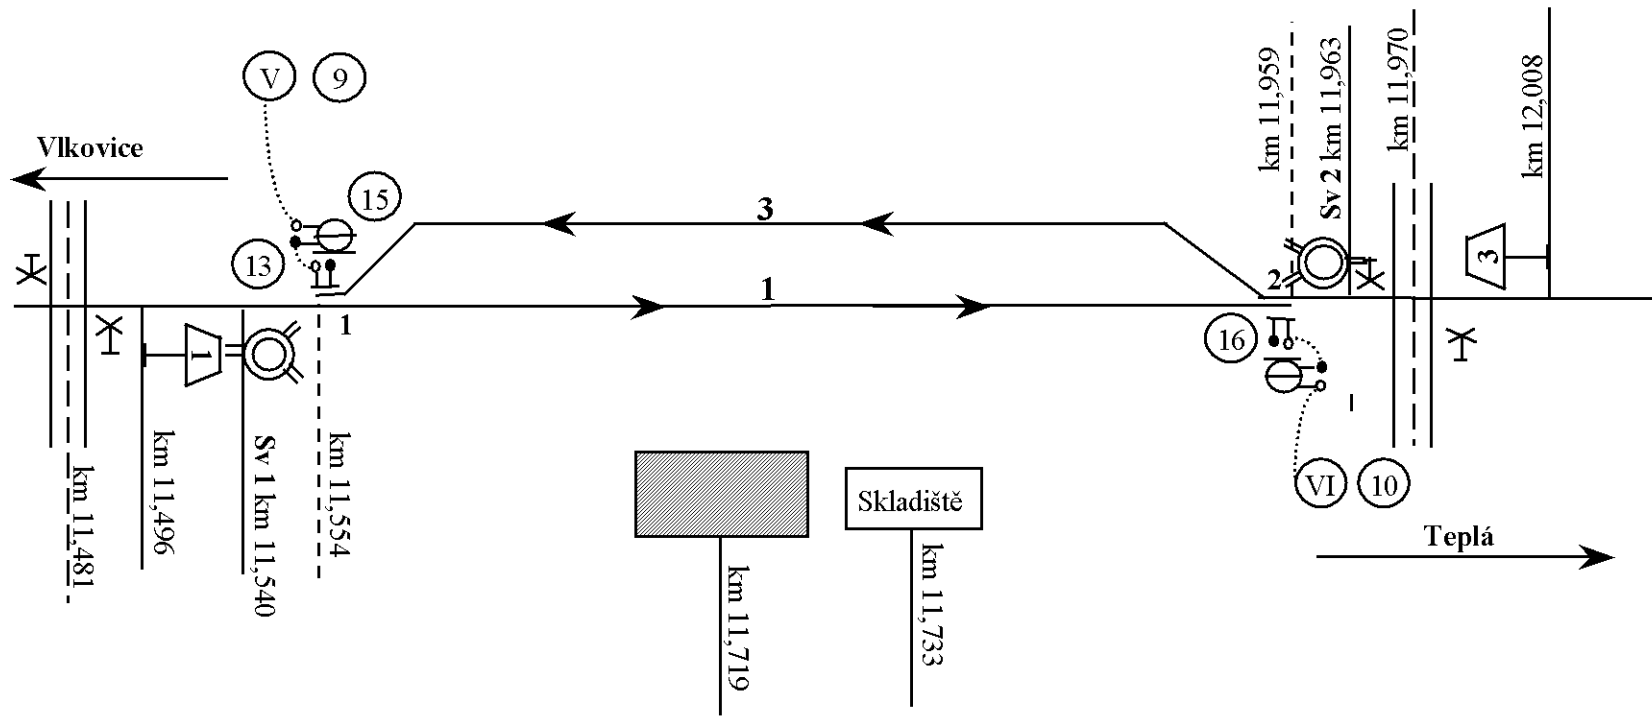 V
9
Vlkovice
15
13
3
1
1
2
km 11,959
Sv 2 km 11,963
km 11,970
km 12,008
3
1
16
VI
10
km 11,481
km 11,496
Sv 1 km 11,540
km 11,554
Skladiště
km 11,719
km 11,733
Teplá